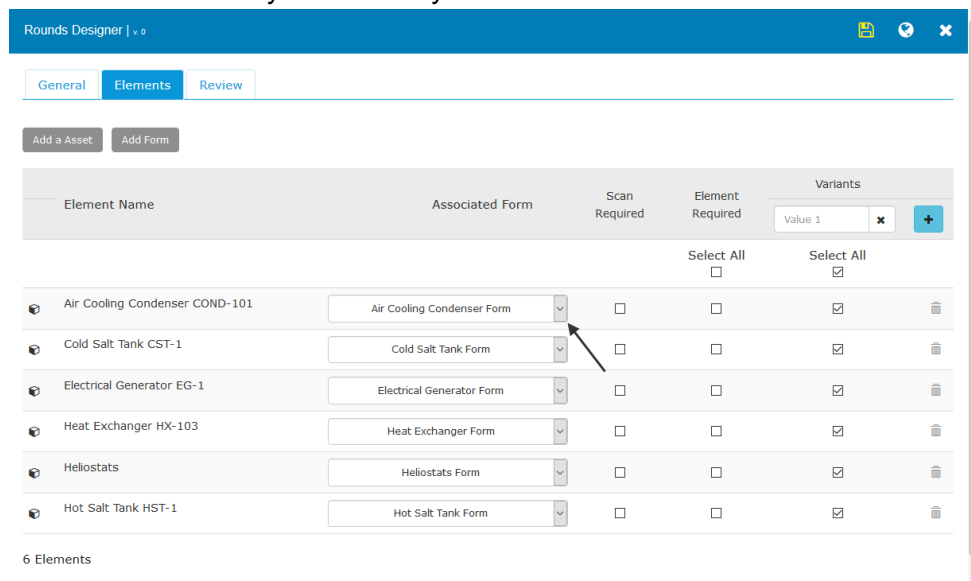 Rounds Designer | v. 0
General Elements Review
Add a Asset Add Form
Element Name Associated Form Scan Required Element Required Variants
Value 1
Select All Select All
Air Cooling Condenser COND-101 Air Cooling Condenser Form
Cold Salt Tank CST-1 Cold Salt Tank Form
Electrical Generator EG-1 Electrical Generator Form
Heat Exchanger HX-103 Heat Exchanger Form
Heliostats Heliostats Form
Hot Salt Tank HST-1 Hot Salt Tank Form
6 Elements